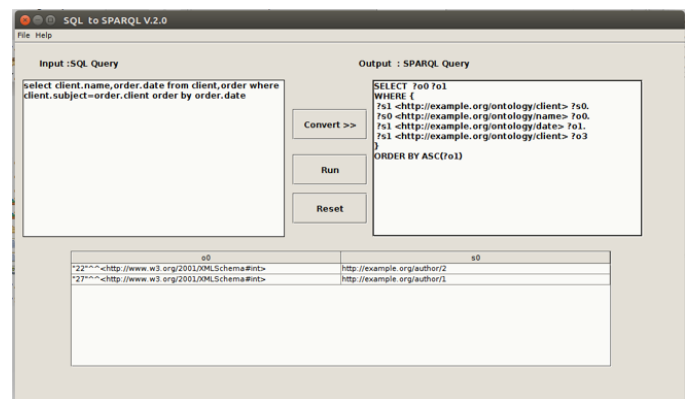 SQL to SPARQL V.2.0
File Help
Input :SQL Query
Output : SPARQL Query
select client.name,order.date from client,order where
client.subject=order.client order by order.date
SELECT ?o0 ?o1
WHERE {
?s1 <http://example.org/ontology/client> ?s0.
?s0 <http://example.org/ontology/name> ?o0.
?s1 <http://example.org/ontology/date> ?o1.
?s1 <http://example.org/ontology/client> ?o3
}
ORDER BY ASC(?o1)
Convert >>
Run
Reset
o0 s0
"22"^^<http://www.w3.org/2001/XMLSchema#int> http://example.org/author/2
"27"^^<http://www.w3.org/2001/XMLSchema#int> http://example.org/author/1